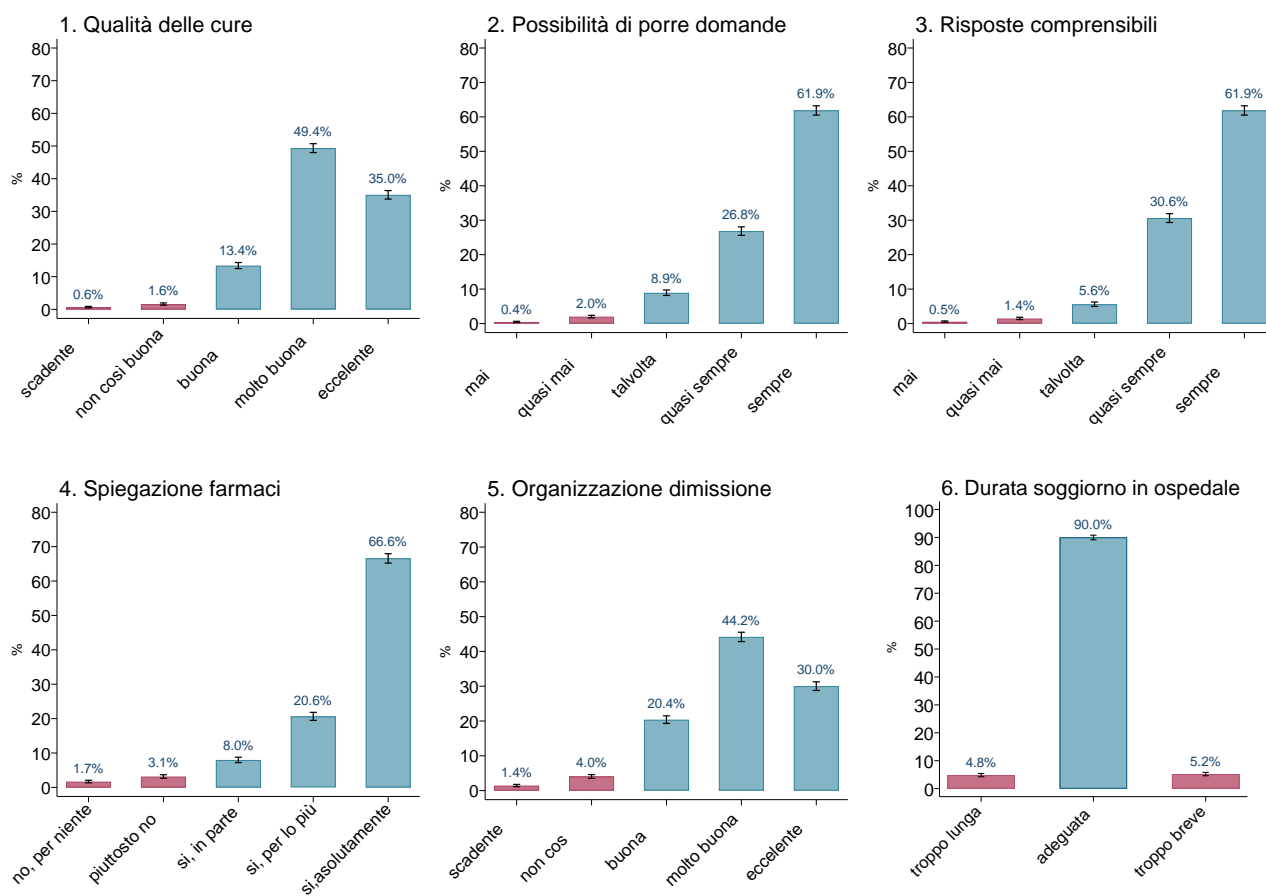 1. Qualità delle cure
80
70
60
50
40
30
20
10
0
%
0.6%
1.6%
13.4%
49.4%
35.0%
scadente
non così buona
buona
molto buona
eccelente
2. Possibilità di porre domande
80
70
60
50
40
30
20
10
0
%
0.4%
2.0%
8.9%
26.8%
61.9%
mai
quasi mai
talvolta
quasi sempre
sempre
3. Risposte comprensibili
80
70
60
50
40
30
20
10
0
%
0.5%
1.4%
5.6%
30.6%
61.9%
mai
quasi mai
talvolta
quasi sempre
sempre
4. Spiegazione farmaci
80
70
60
50
40
30
20
10
0
%
1.7%
3.1%
8.0%
20.6%
66.6%
no, per niente
piuttosto no
si, in parte
si, per lo più
si,asolutamente
5. Organizzazione dimissione
80
70
60
50
40
30
20
10
0
%
1.4%
4.0%
20.4%
44.2%
30.0%
scadente
non cos
buona
molto buona
eccelente
6. Durata soggiorno in ospedale
100
90
80
70
60
50
40
30
20
10
0
%
4.8%
90.0%
5.2%
troppo lunga
adeguata
troppo breve